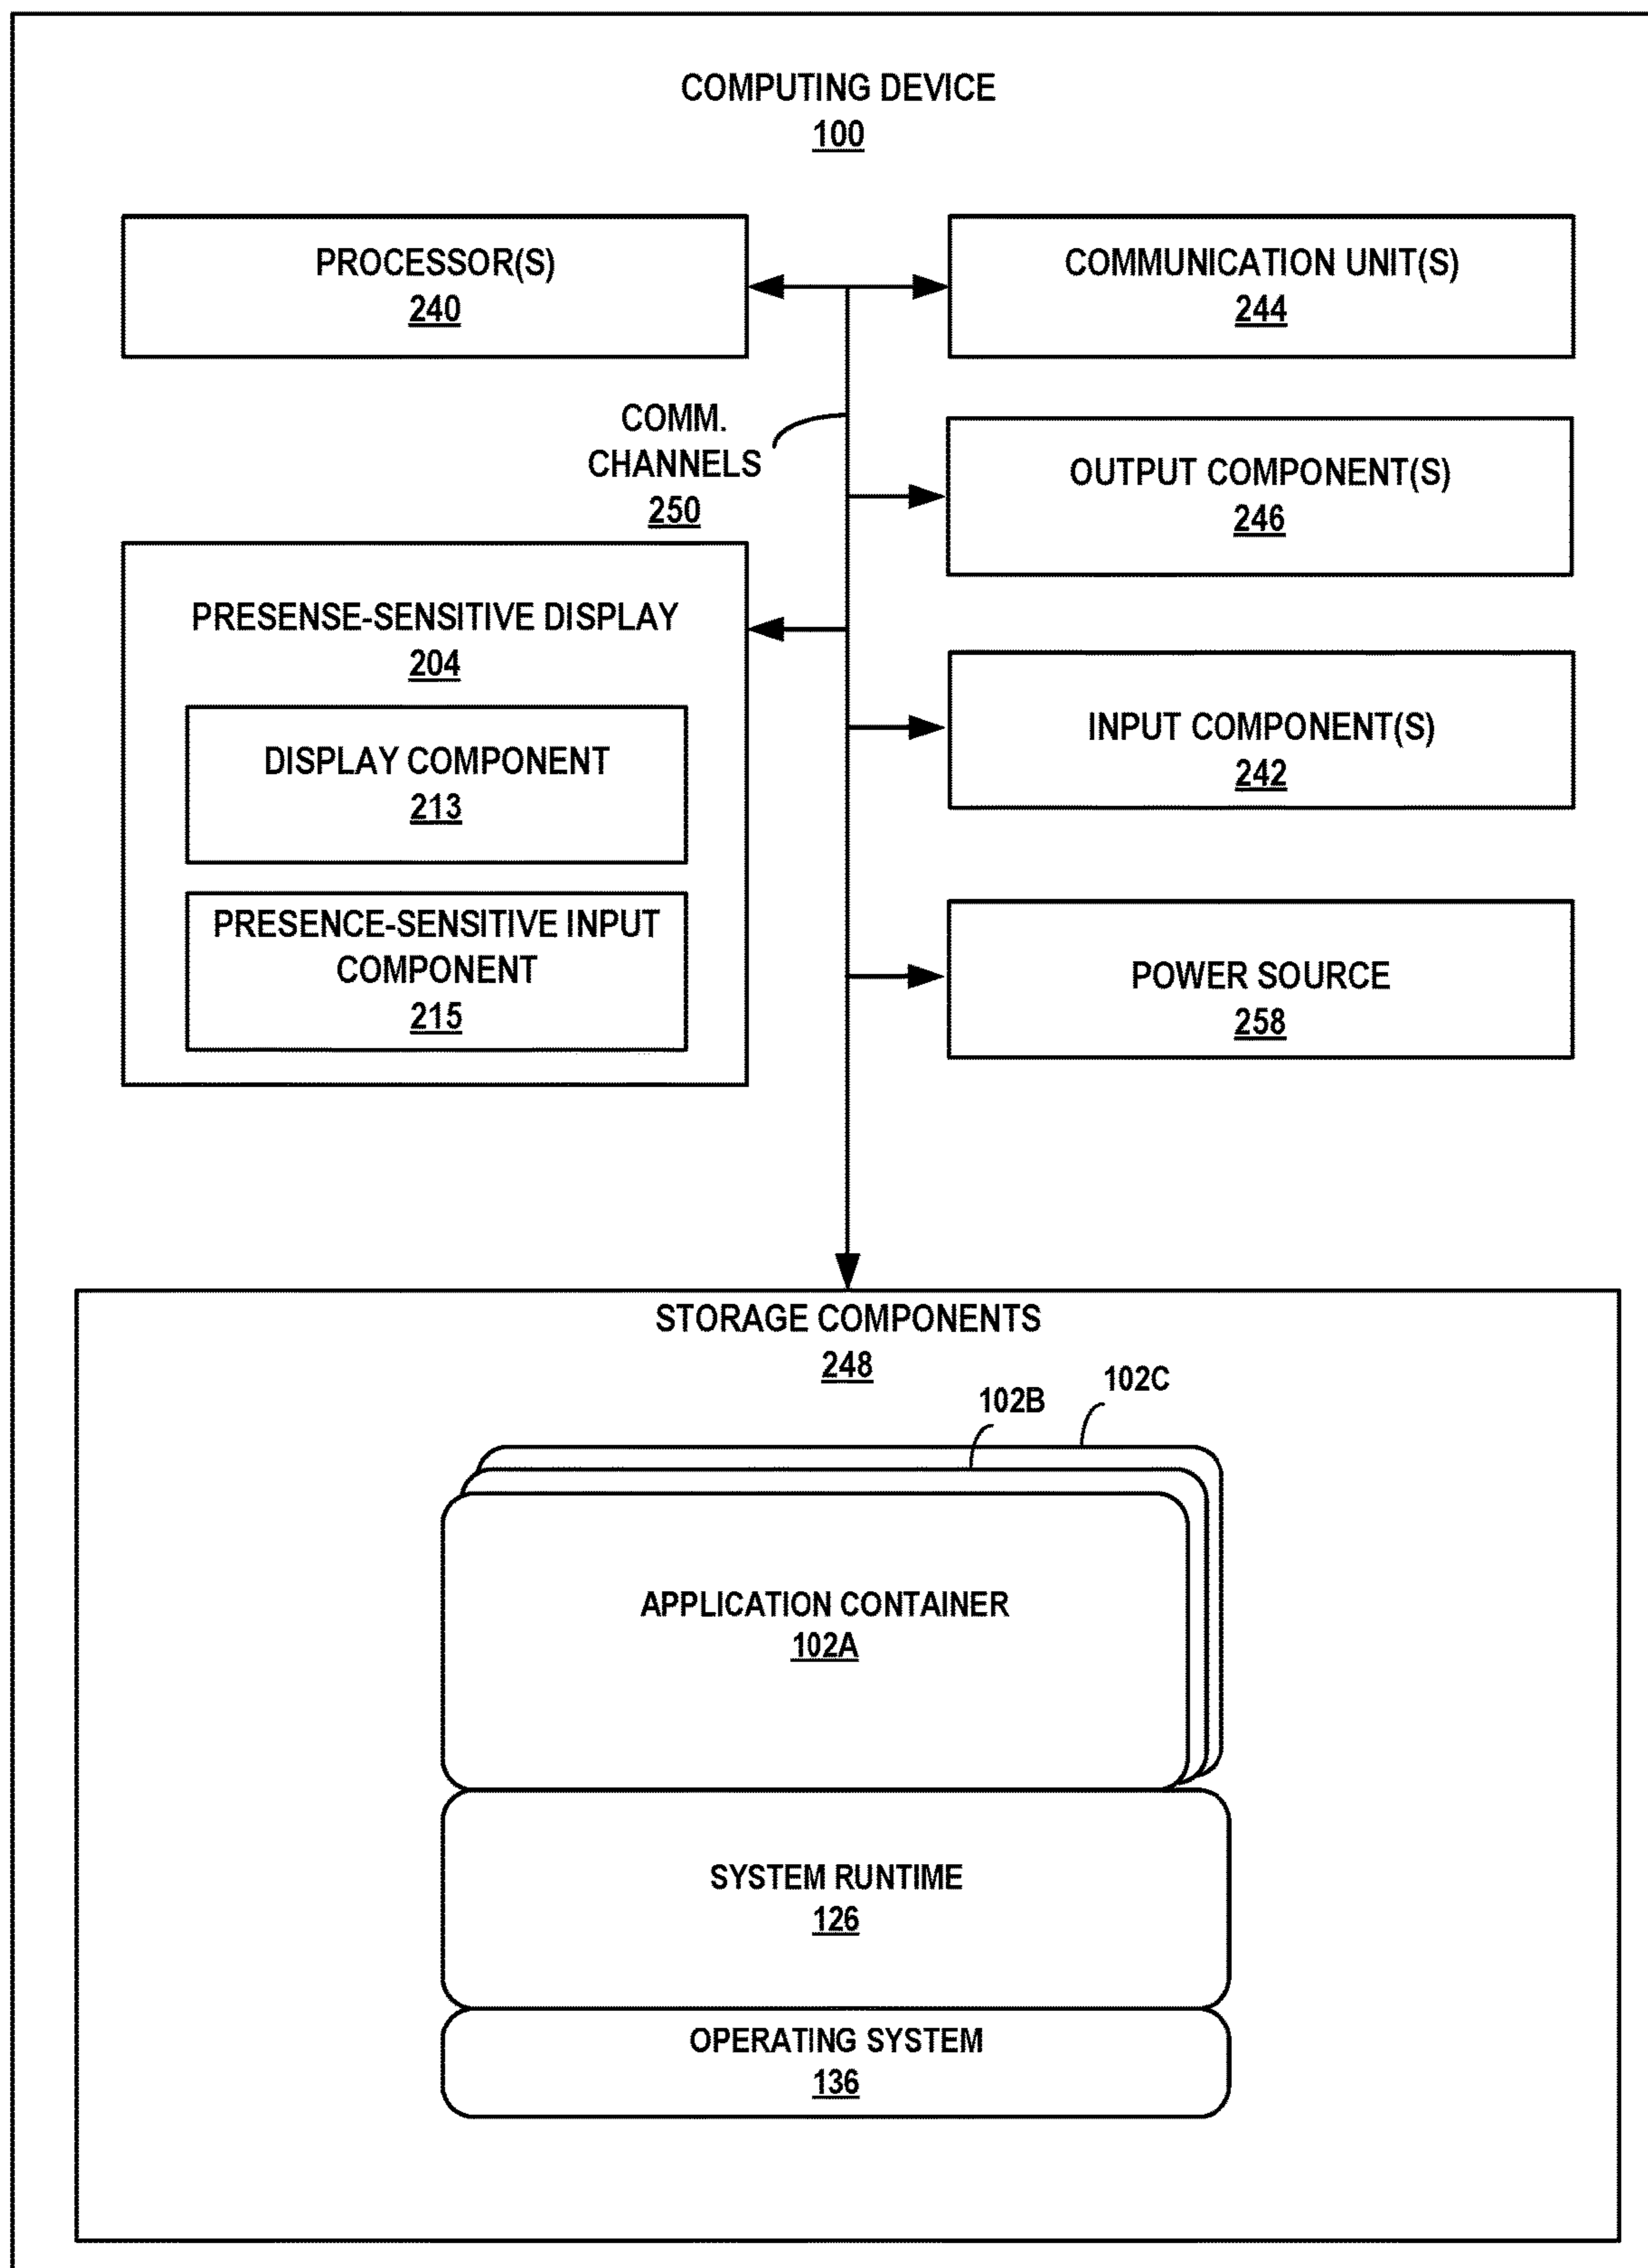 COMPUTING DEVICE
100
PROCESSOR(S)
240
COMMUNICATION UNIT(S)
244
COMM.
CHANNELS
250
OUTPUT COMPONENT(S)
246
PRESENSE-SENSITIVE DISPLAY
204
INPUT COMPONENT(S)
242
DISPLAY COMPONENT
213
PRESENCE-SENSITIVE INPUT
COMPONENT
215
POWER SOURCE
258
STORAGE COMPONENTS
248
102C
102B
APPLICATION CONTAINER
102A
SYSTEM RUNTIME
126
OPERATING SYSTEM
136